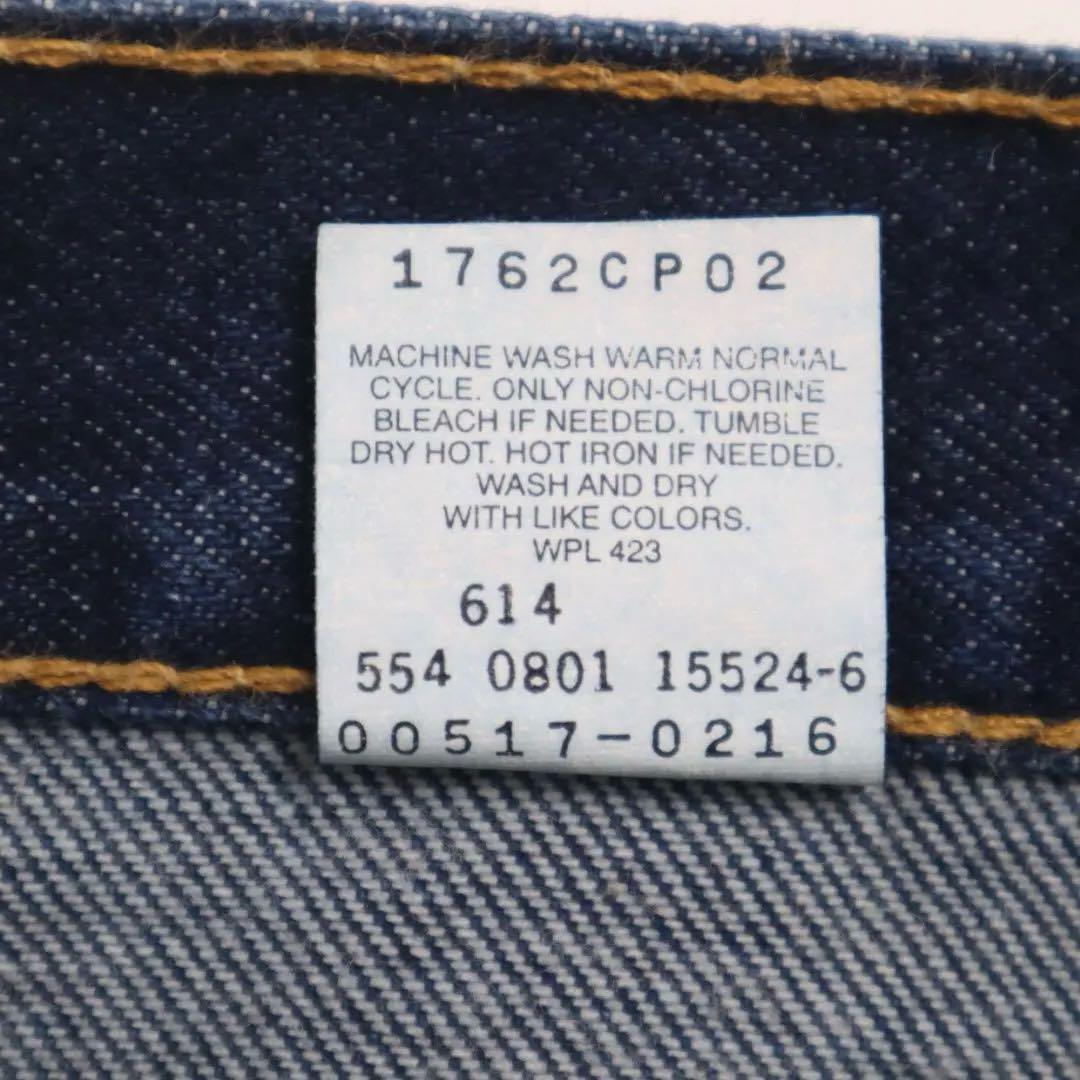 1762CP02
MACHINE WASH WARM NORMAL
CYCLE. ONLY NON-CHLORINE
BLEACH IF NEEDED. TUMBLE
DRY HOT. HOT IRON IF NEEDED.
WASH AND DRY
WITH LIKE COLORS.
WPL 423
614
554 0801 15524-6
00517-0216